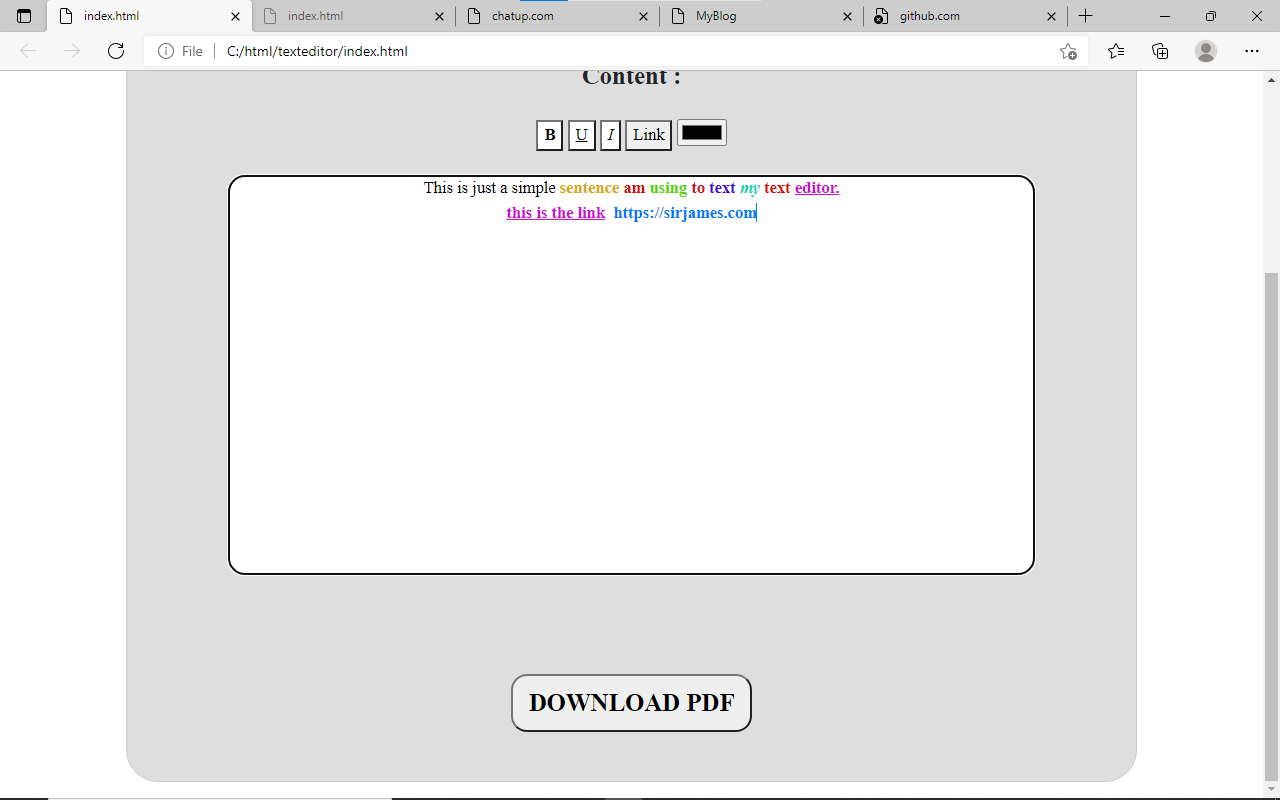 index.html
index.html
chatup.com
MyBlog
github.com
File C:/html/texteditor/index.html
Content :
B U I Link
This is just a simple sentence am using to text my text editor.
this is the link https://sirjames.com
DOWNLOAD PDF